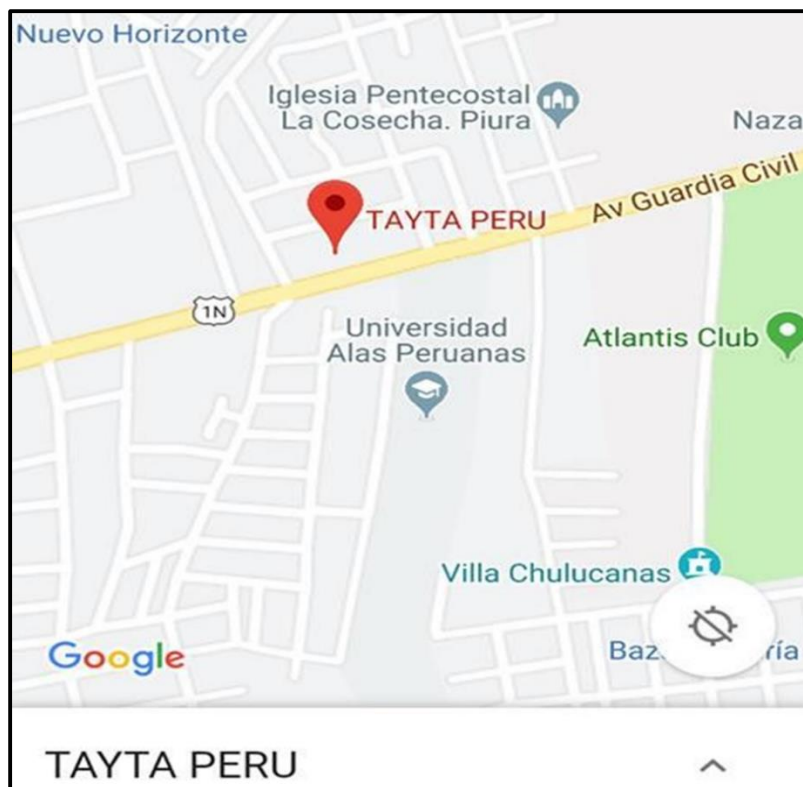 Nuevo Horizonte
Iglesia Pentecostal
La Cosecha. Piura
Naza
Av Guardia Civil
TAYTA PERU
1N
Universidad
Alas Peruanas
Atlantis Club
Villa Chulucanas
Baz ría
Google
TAYTA PERU